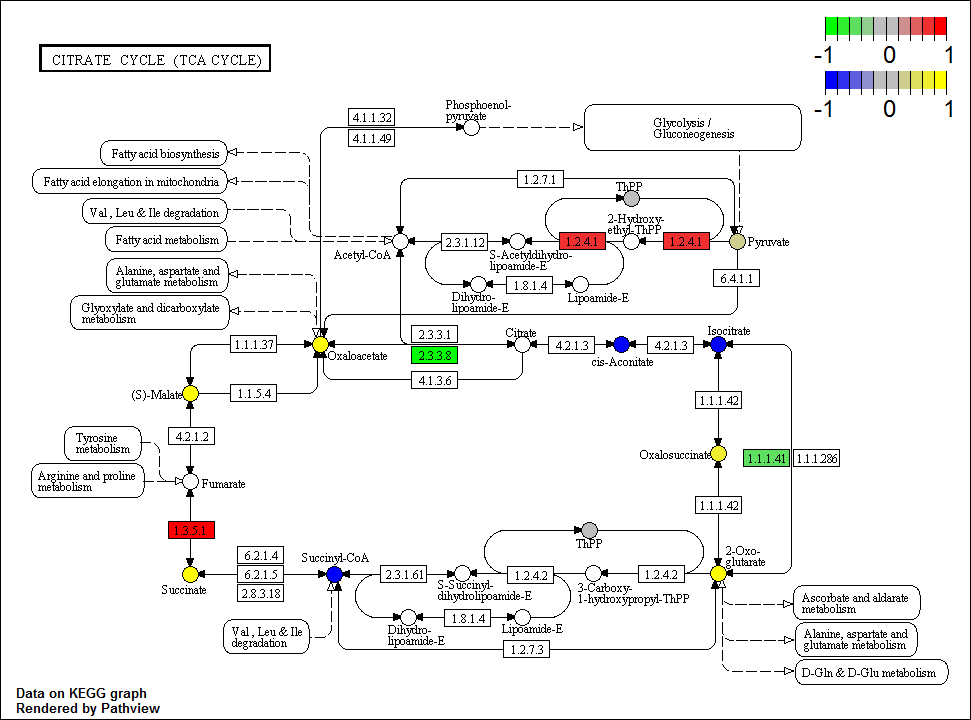 CITRATE CYCLE (TCA CYCLE)
-1 0 1
-1 0 1
4.1.1.32
4.1.1.49
Phosphoenol-
pyruvate
Glycolysis /
Gluconeogenesis
Fatty acid biosynthesis
Fatty acid elongation in mitochondria
Val , Leu & Ile degradation
Fatty acid metabolism
Alanine, aspartate and
glutamate metabolism
Glyoxylate and dicarboxylate
metabolism
1.2.7.1
ThPP
2-Hydroxy-
ethyl-ThPP
Acetyl-CoA
2.3.1.12
S-Acetyldihydro-
lipoamide-E
1.2.4.1
1.2.4.1
Pyruvate
Dihydro-
lipoamide-E
1.8.1.4
Lipoamide-E
6.4.1.1
1.1.1.37
Oxaloacetate
2.3.3.1
2.3.3.8
4.1.3.6
Citrate
4.2.1.3
cis-Aconitate
4.2.1.3
Isocitrate
(S)-Malate
1.1.5.4
1.1.1.42
4.2.1.2
Tyrosine
metabolism
Arginine and proline
metabolism
Fumarate
Oxalosuccinate
1.1.1.41
1.1.1.286
1.1.1.42
1.3.5.1
Succinate
6.2.1.4
6.2.1.5
2.8.3.18
Succinyl-CoA
2.3.1.61
S-Succinyl-
dihydrolipoamide-E
ThPP
1.2.4.2
3-Carboxy-
1-hydroxypropyl-ThPP
1.2.4.2
2-Oxo-
glutarate
Val , Leu & Ile
degradation
Dihydro-
lipoamide-E
1.8.1.4
Lipoamide-E
1.2.7.3
Ascorbate and aldarate
metabolism
Alanine, aspartate and
glutamate metabolism
D-Gln & D-Glu metabolism
Data on KEGG graph
Rendered by Pathview